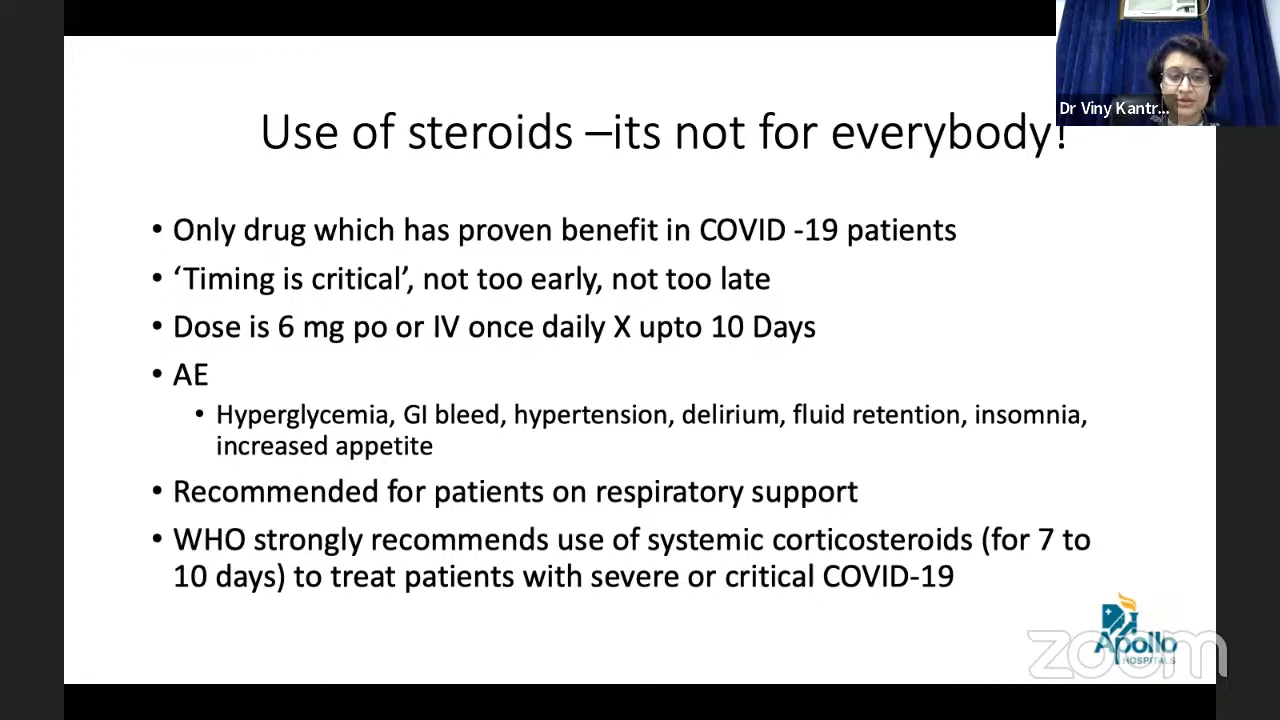 Dr Viny Kantr...
Use of steroids –its not for everybody!
• Only drug which has proven benefit in COVID -19 patients
• ‘Timing is critical’, not too early, not too late
• Dose is 6 mg po or IV once daily X upto 10 Days
• AE
• Hyperglycemia, GI bleed, hypertension, delirium, fluid retention, insomnia,
increased appetite
• Recommended for patients on respiratory support
• WHO strongly recommends use of systemic corticosteroids (for 7 to
10 days) to treat patients with severe or critical COVID-19
Apollo
HOSPITALS
zoom